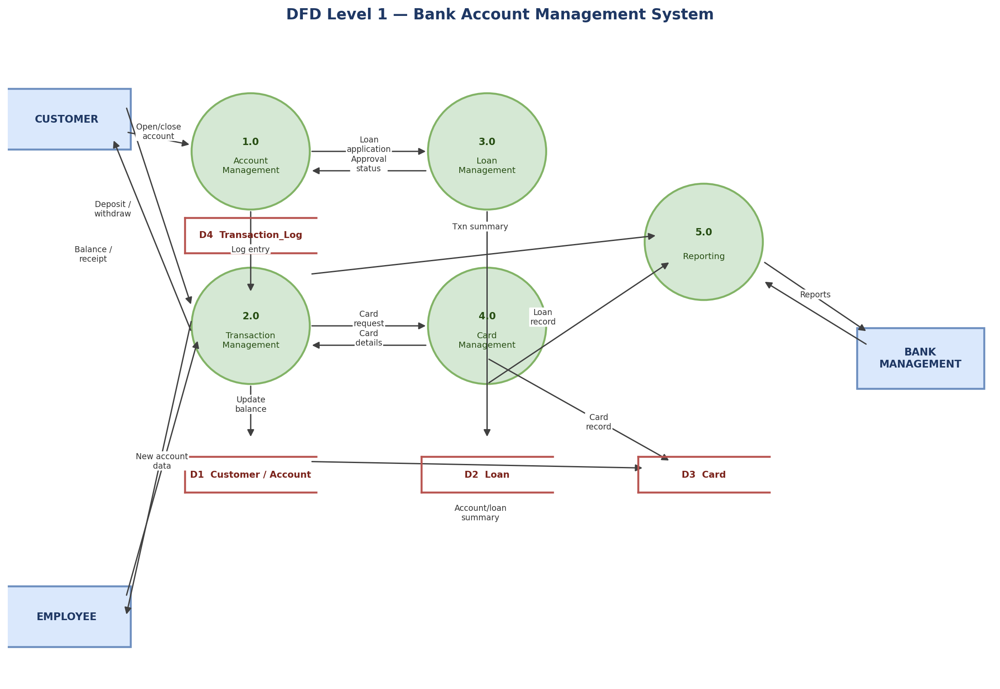 DFD Level 1 — Bank Account Management System
CUSTOMER
Open/close
account
1.0
Account
Management
Loan
application
Approval
status
3.0
Loan
Management
Deposit /
withdraw
D4  Transaction_Log
Log entry
Txn summary
5.0
Reporting
Balance /
receipt
2.0
Transaction
Management
Card
request
Card
details
4.0
Card
Management
Loan
record
Reports
BANK
MANAGEMENT
Update
balance
Card
record
New account
data
D1  Customer / Account
D2  Loan
D3  Card
Account/loan
summary
EMPLOYEE